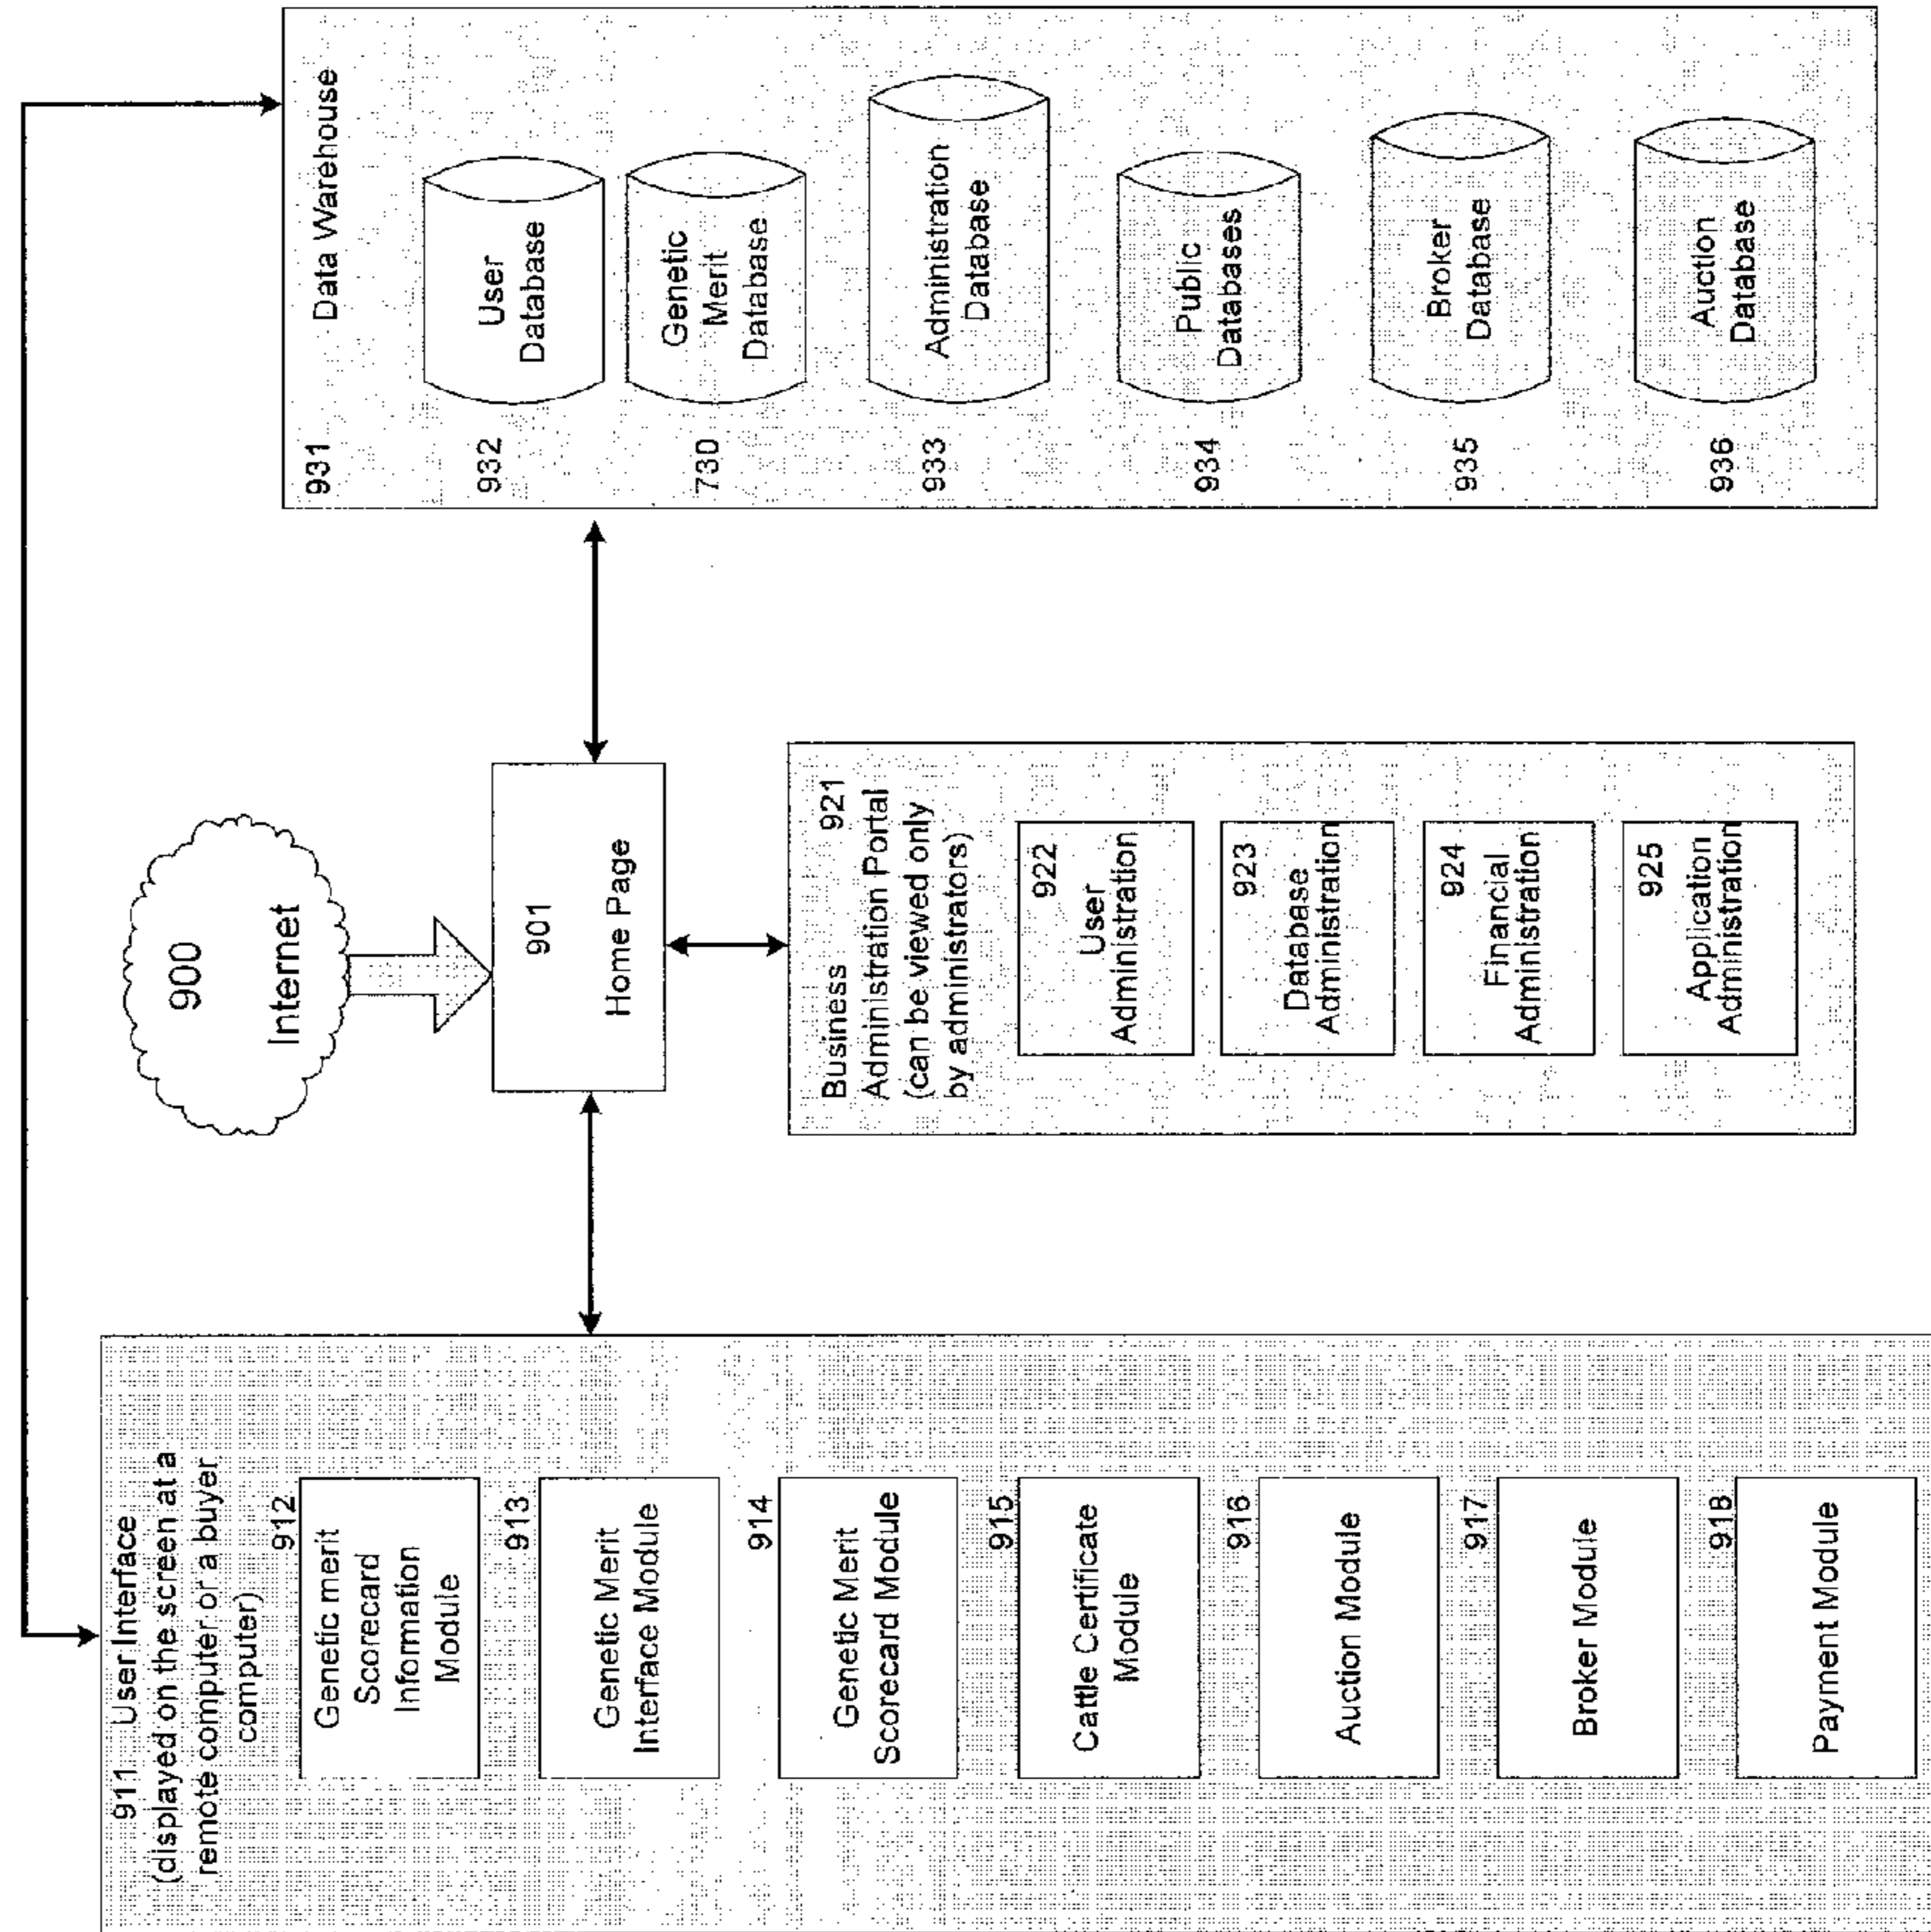 911 User Interface
(displayed on the screen at a
remote computer or a buyer
computer)
912
Genetic merit
Scorecard
Information
Module
913
Genetic Merit
Interface Module
914
Genetic Merit
Scorecard Module
915
Cattle Certificate
Module
916
Auction Module
917
Broker Module
918
Payment Module
900
Internet
901
Home Page
Business 921
Administration Portal
(can be viewed only
by administrators)
922
User
Administration
923
Database
Administration
924
Financial
Administration
925
Application
Administration
931 Data Warehouse
932
User
Database
730
Genetic
Merit
Database
933
Administration
Database
934
Public
Databases
935
Broker
Database
936
Auction
Database